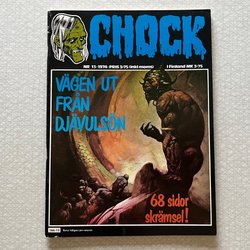 CHOCK
NR 13 · 1974 · PRIS 3:75 (inkl moms) I Finland MK 3:75
VÄGEN UT
FRÅN
DJÄVULSÖN
68 sidor
skrämsel!